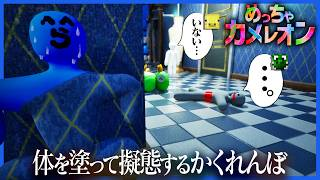 めっちゃ
カメレオン
いない…
体を塗って擬態するかくれんぼ